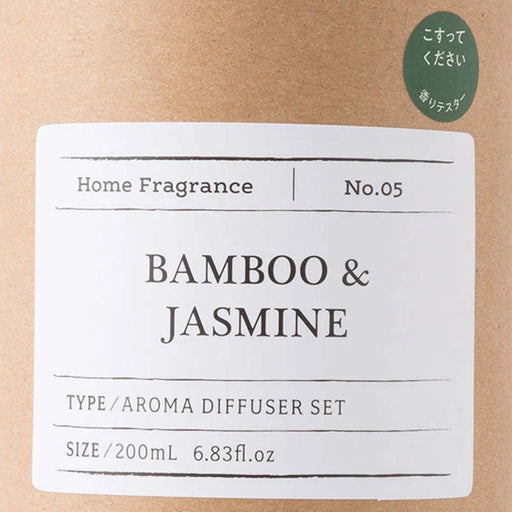 こすって
ください
香りテスター
Home Fragrance | No.05
BAMBOO &
JASMINE
TYPE/AROMA DIFFUSER SET
SIZE/200mL 6.83fl.oz